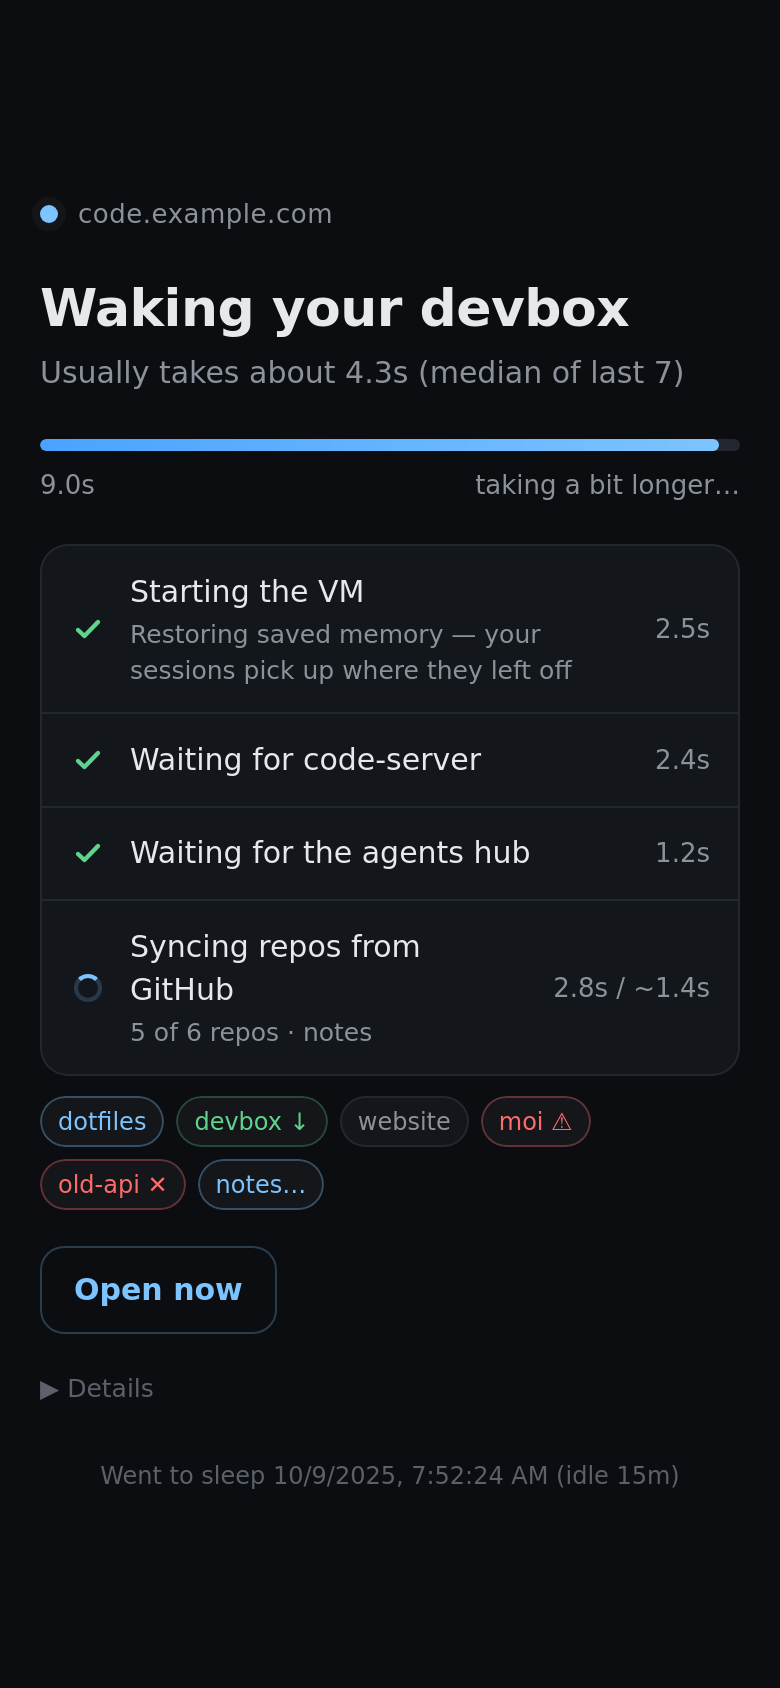 code.example.com
Waking your devbox
Usually takes about 4.3s (median of last 7)
9.0s taking a bit longer…
Starting the VM
Restoring saved memory — your
sessions pick up where they left off
2.5s
Waiting for code-server 2.4s
Waiting for the agents hub 1.2s
Syncing repos from
GitHub
2.8s / ~1.4s
5 of 6 repos · notes
dotfiles devbox ↓ website moi ⚠
old-api ✕ notes…
Open now
▶ Details
Went to sleep 10/9/2025, 7:52:24 AM (idle 15m)